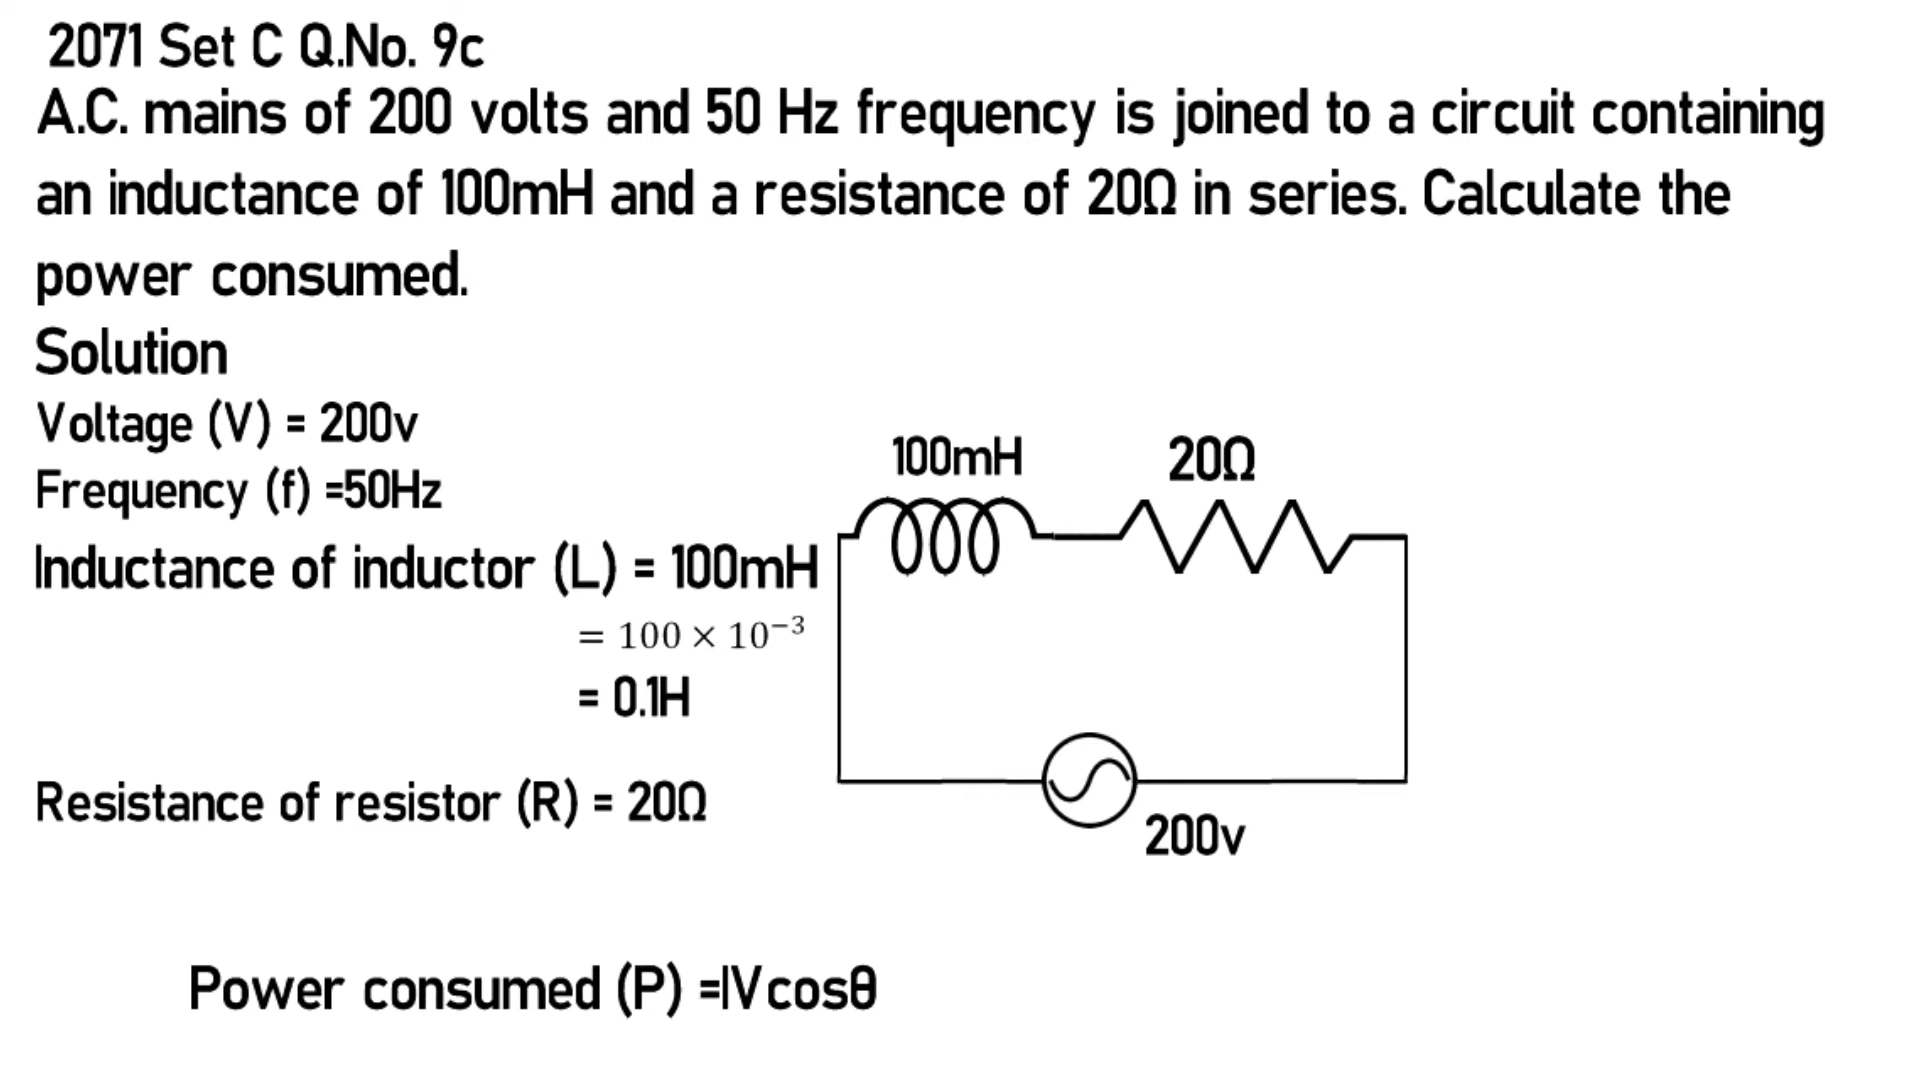 2071 Set C Q.No. 9c
A.C. mains of 200 volts and 50 Hz frequency is joined to a circuit containing
an inductance of 100mH and a resistance of 20Ω in series. Calculate the
power consumed.
Solution
Voltage (V) = 200v
Frequency (f) =50Hz
Inductance of inductor (L) = 100mH
= 100 × 10⁻³
= 0.1H
Resistance of resistor (R) = 20Ω
100mH
20Ω
200v
Power consumed (P) =IVcosθ